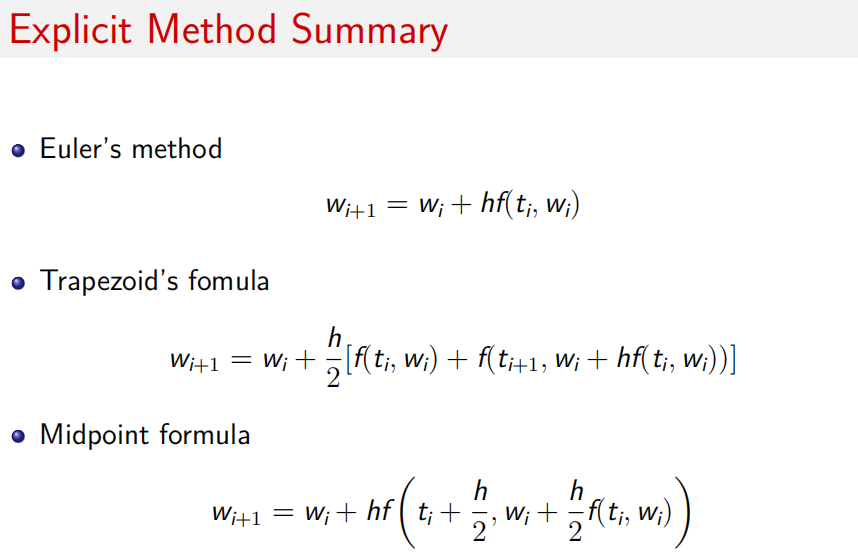 Explicit Method Summary
Euler's method
w_{i+1} = w_i + hf(t_i, w_i)
Trapezoid's fomula
w_{i+1} = w_i + \frac{h}{2}[f(t_i, w_i) + f(t_{i+1}, w_i + hf(t_i, w_i))]
Midpoint formula
w_{i+1} = w_i + hf\left(t_i + \frac{h}{2}, w_i + \frac{h}{2}f(t_i, w_i)\right)